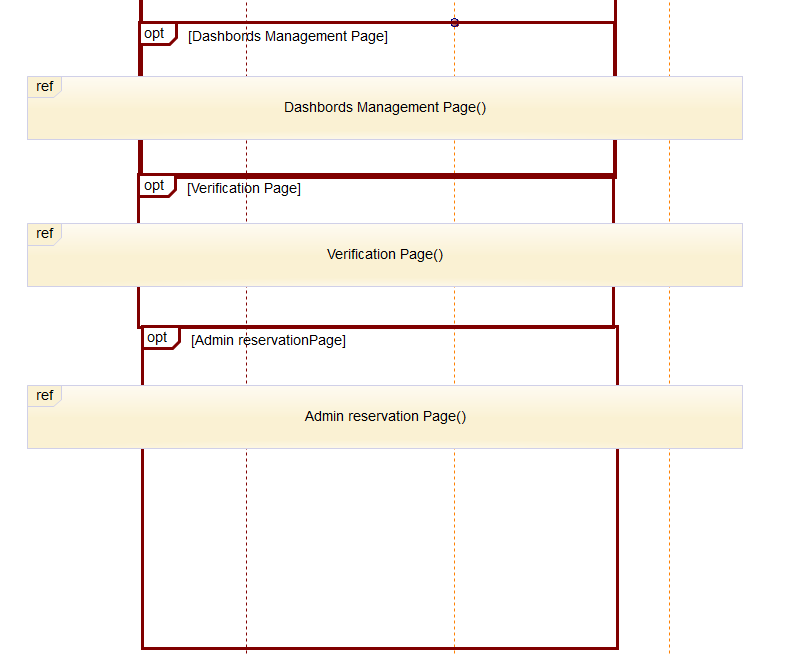 opt
[Dashbords Management Page]
ref
Dashbords Management Page()
opt
[Verification Page]
ref
Verification Page()
opt
[Admin reservationPage]
ref
Admin reservation Page()